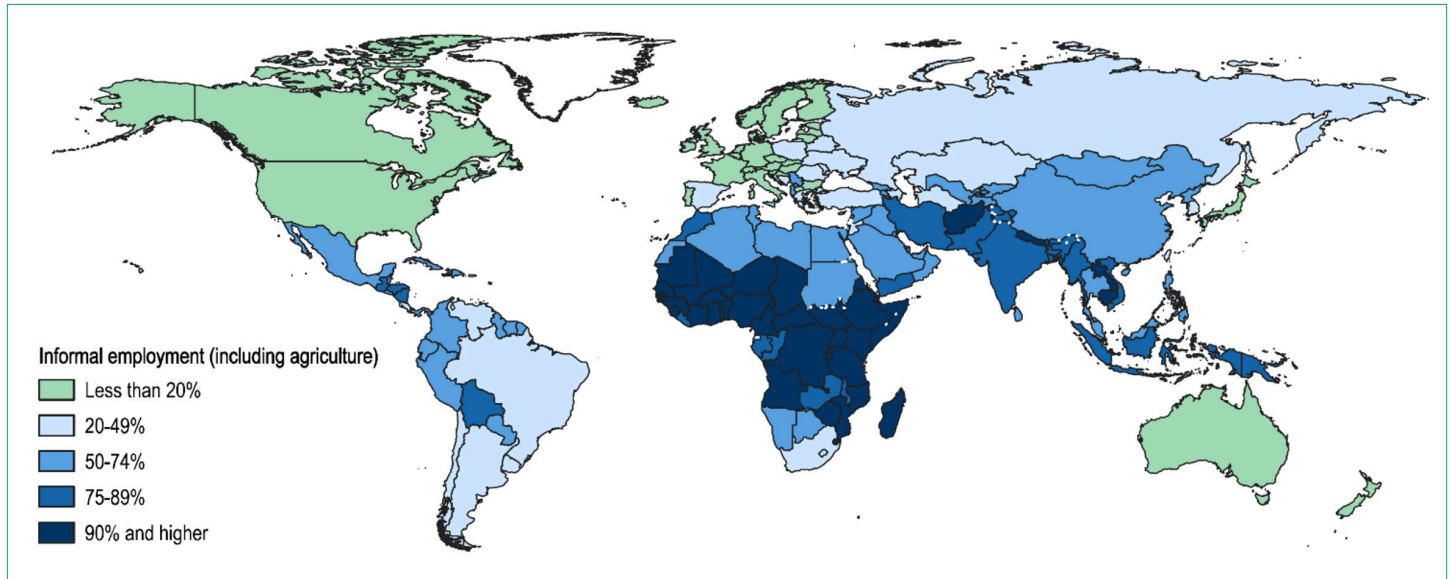 Informal employment (including agriculture)
Less than 20%
20-49%
50-74%
75-89%
90% and higher